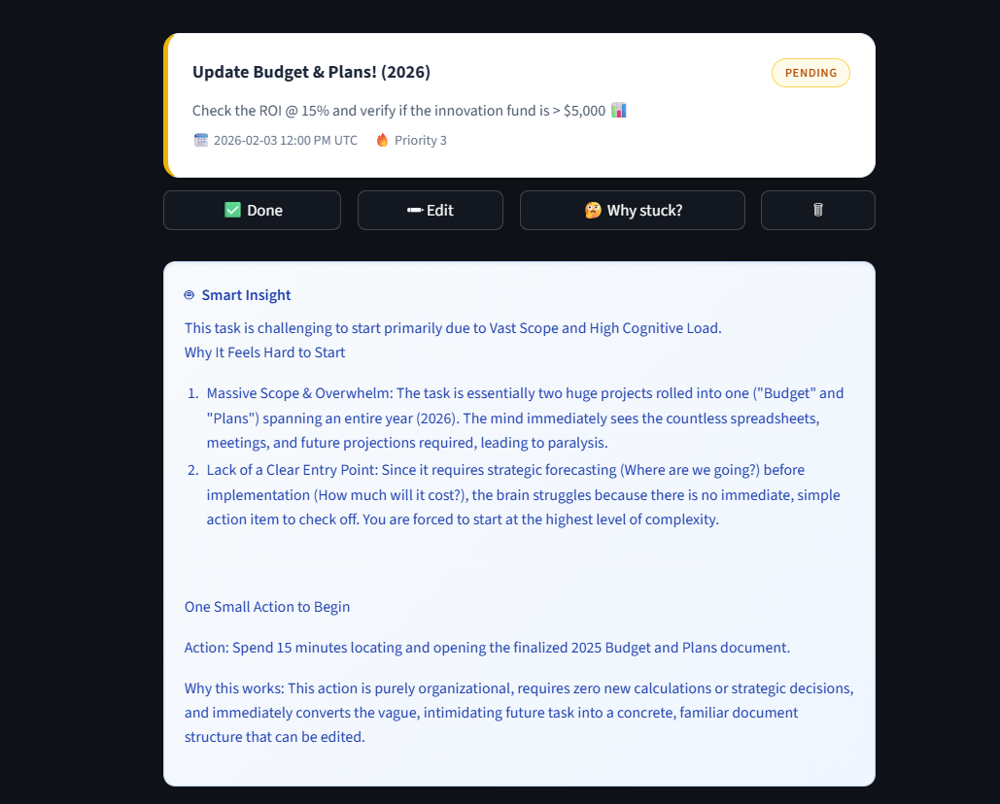 Update Budget & Plans! (2026)
PENDING
Check the ROI @ 15% and verify if the innovation fund is > $5,000 📊
📅 2026-02-03 12:00 PM UTC 🔥 Priority 3
✅ Done
Edit
🤔 Why stuck?
🗑
Smart Insight
This task is challenging to start primarily due to Vast Scope and High Cognitive Load.
Why It Feels Hard to Start
1. Massive Scope & Overwhelm: The task is essentially two huge projects rolled into one ("Budget" and
"Plans") spanning an entire year (2026). The mind immediately sees the countless spreadsheets,
meetings, and future projections required, leading to paralysis.
2. Lack of a Clear Entry Point: Since it requires strategic forecasting (Where are we going?) before
implementation (How much will it cost?), the brain struggles because there is no immediate, simple
action item to check off. You are forced to start at the highest level of complexity.
One Small Action to Begin
Action: Spend 15 minutes locating and opening the finalized 2025 Budget and Plans document.
Why this works: This action is purely organizational, requires zero new calculations or strategic decisions,
and immediately converts the vague, intimidating future task into a concrete, familiar document
structure that can be edited.